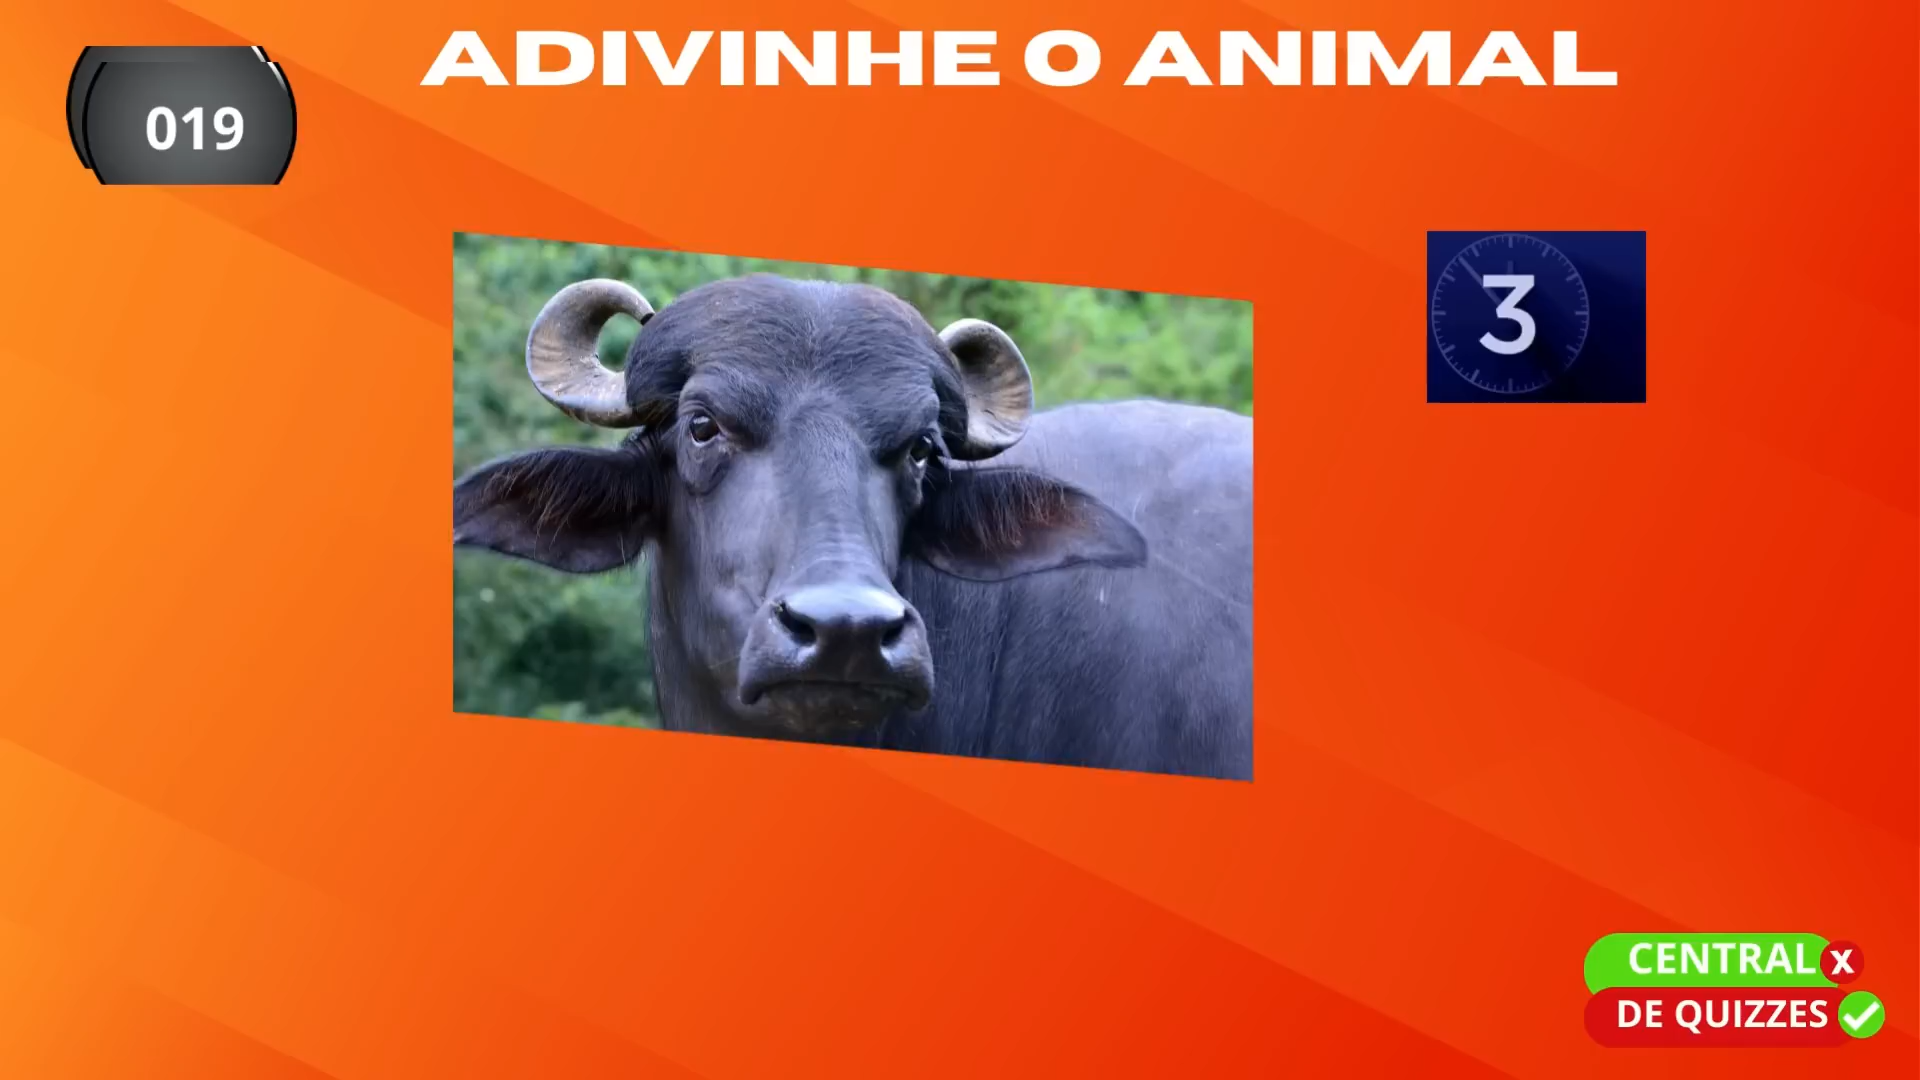 ADIVINHE O ANIMAL
019
3
CENTRAL X
DE QUIZZES